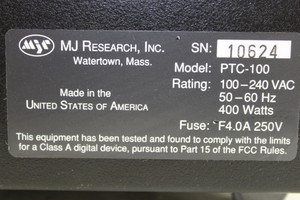 MJR MJ RESEARCH, INC. SN: 10624
Watertown, Mass. Model: PTC-100
Rating: 100-240 VAC
Made in 50-60 Hz
UNITED STATES OF AMERICA 400 Watts
Fuse: F4.0A 250V
This equipment has been tested and found to comply with the limits
for a Class A digital device, pursuant to Part 15 of the FCC Rules.